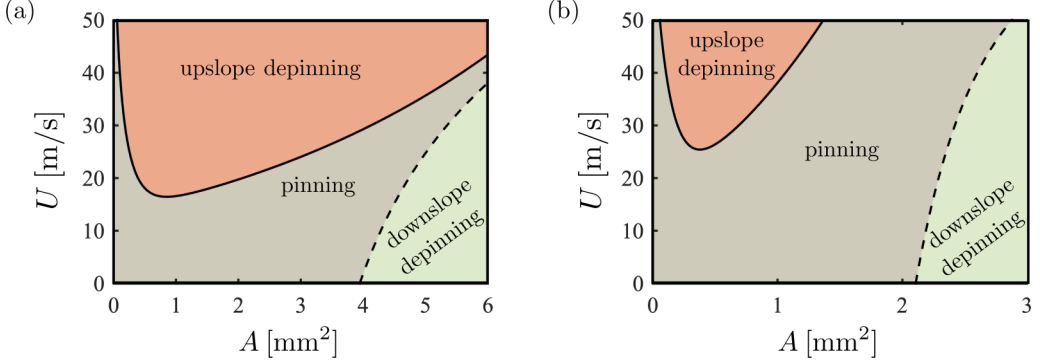 (a)
50
40
30
20
10
0
U [m/s]
upslope depinning
pinning
downslope
depinning
0 1 2 3 4 5 6
A [mm²]
(b)
50
40
30
20
10
0
U [m/s]
upslope
depinning
pinning
downslope
depinning
0 1 2 3
A [mm²]